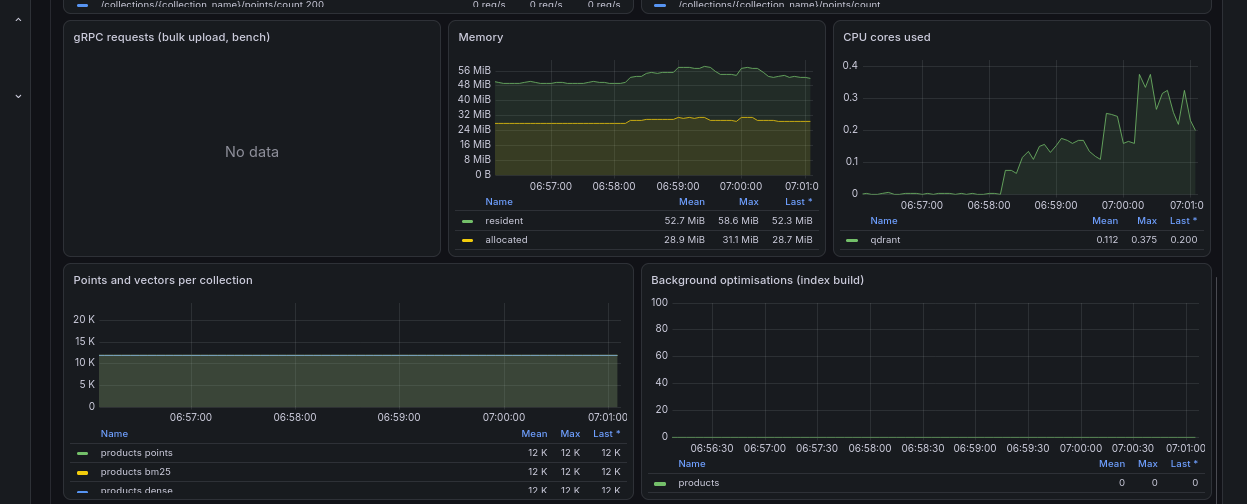 /collections/{collection_name}/points/count 200 0 req/s 0 req/s 0 req/s
/collections/{collection_name}/points/count
gRPC requests (bulk upload, bench)
No data
Memory
56 MiB
48 MiB
40 MiB
32 MiB
24 MiB
16 MiB
8 MiB
0 B
06:57:00 06:58:00 06:59:00 07:00:00 07:01:0
Name Mean Max Last *
resident 52.7 MiB 58.6 MiB 52.3 MiB
allocated 28.9 MiB 31.1 MiB 28.7 MiB
CPU cores used
0.4
0.3
0.2
0.1
0
06:57:00 06:58:00 06:59:00 07:00:00 07:01:0
Name Mean Max Last *
qdrant 0.112 0.375 0.200
Points and vectors per collection
20 K
15 K
10 K
5 K
0
06:57:00 06:58:00 06:59:00 07:00:00 07:01:00
Name Mean Max Last *
products points 12 K 12 K 12 K
products bm25 12 K 12 K 12 K
products dense 12 K 12 K 12 K
Background optimisations (index build)
100
80
60
40
20
0
06:56:30 06:57:00 06:57:30 06:58:00 06:58:30 06:59:00 06:59:30 07:00:00 07:00:30 07:01:00
Name Mean Max Last *
products 0 0 0